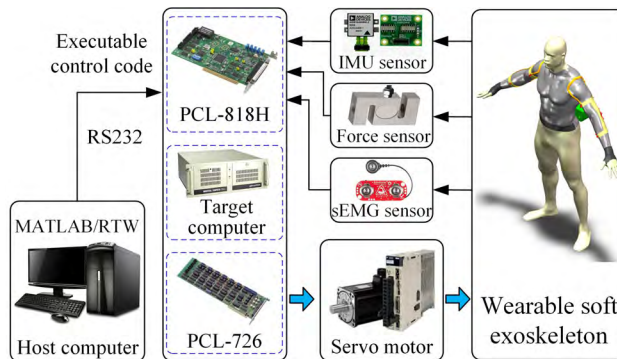 Executable
control code
RS232
MATLAB/RTW
Host computer
PCL-818H
Target
computer
PCL-726
IMU sensor
Force sensor
sEMG sensor
Servo motor
Wearable soft
exoskeleton